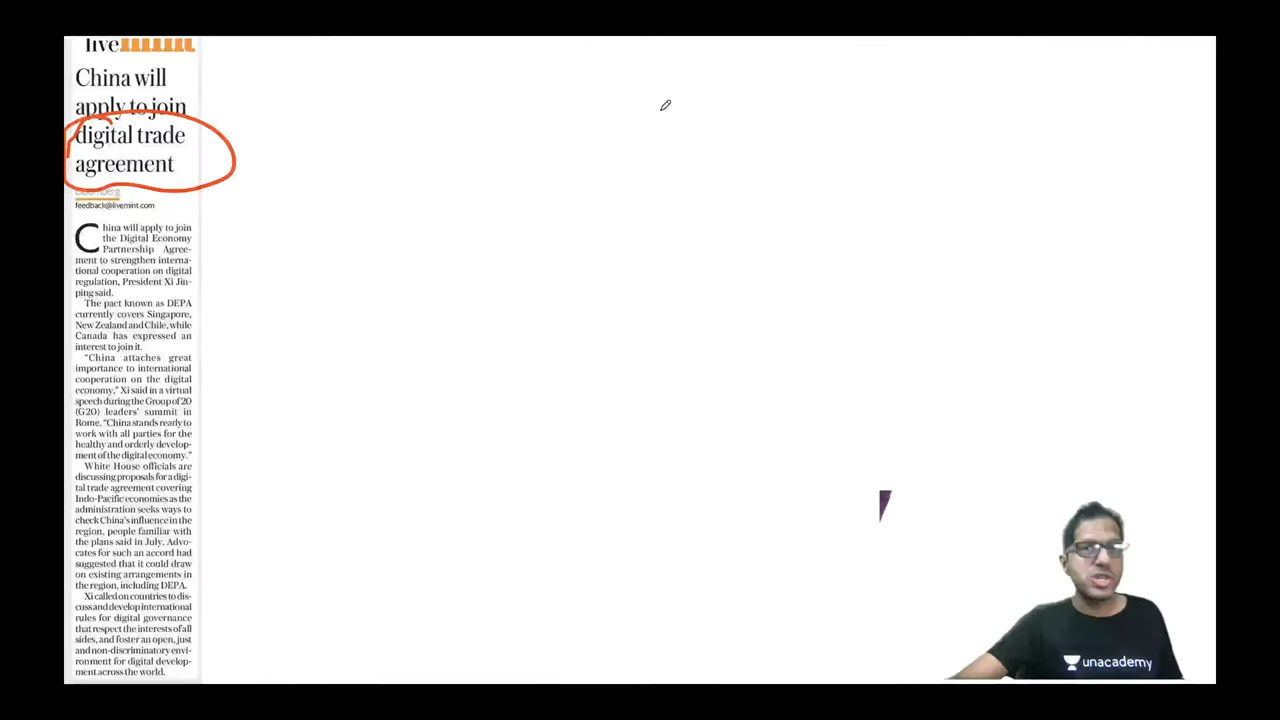 livemint
China will
apply to join
digital trade
agreement
Bloomberg
feedback@livemint.com
China will apply to join
the Digital Economy
Partnership Agree-
ment to strengthen interna-
tional cooperation on digital
regulation, President Xi Jin-
ping said.
The pact known as DEPA
currently covers Singapore,
New Zealand and Chile, while
Canada has expressed an
interest to join it.
"China attaches great
importance to international
cooperation on the digital
economy," Xi said in a virtual
speech during the Group of 20
(G20) leaders' summit in
Rome. "China stands ready to
work with all parties for the
healthy and orderly develop-
ment of the digital economy."
White House officials are
discussing proposals for a digi-
tal trade agreement covering
Indo-Pacific economies as the
administration seeks ways to
check China's influence in the
region, people familiar with
the plans said in July. Advo-
cates for such an accord had
suggested that it could draw
on existing arrangements in
the region, including DEPA.
Xi called on countries to dis-
cuss and develop international
rules for digital governance
that respect the interests of all
sides, and foster an open, just
and non-discriminatory envi-
ronment for digital develop-
ment across the world.
unacademy